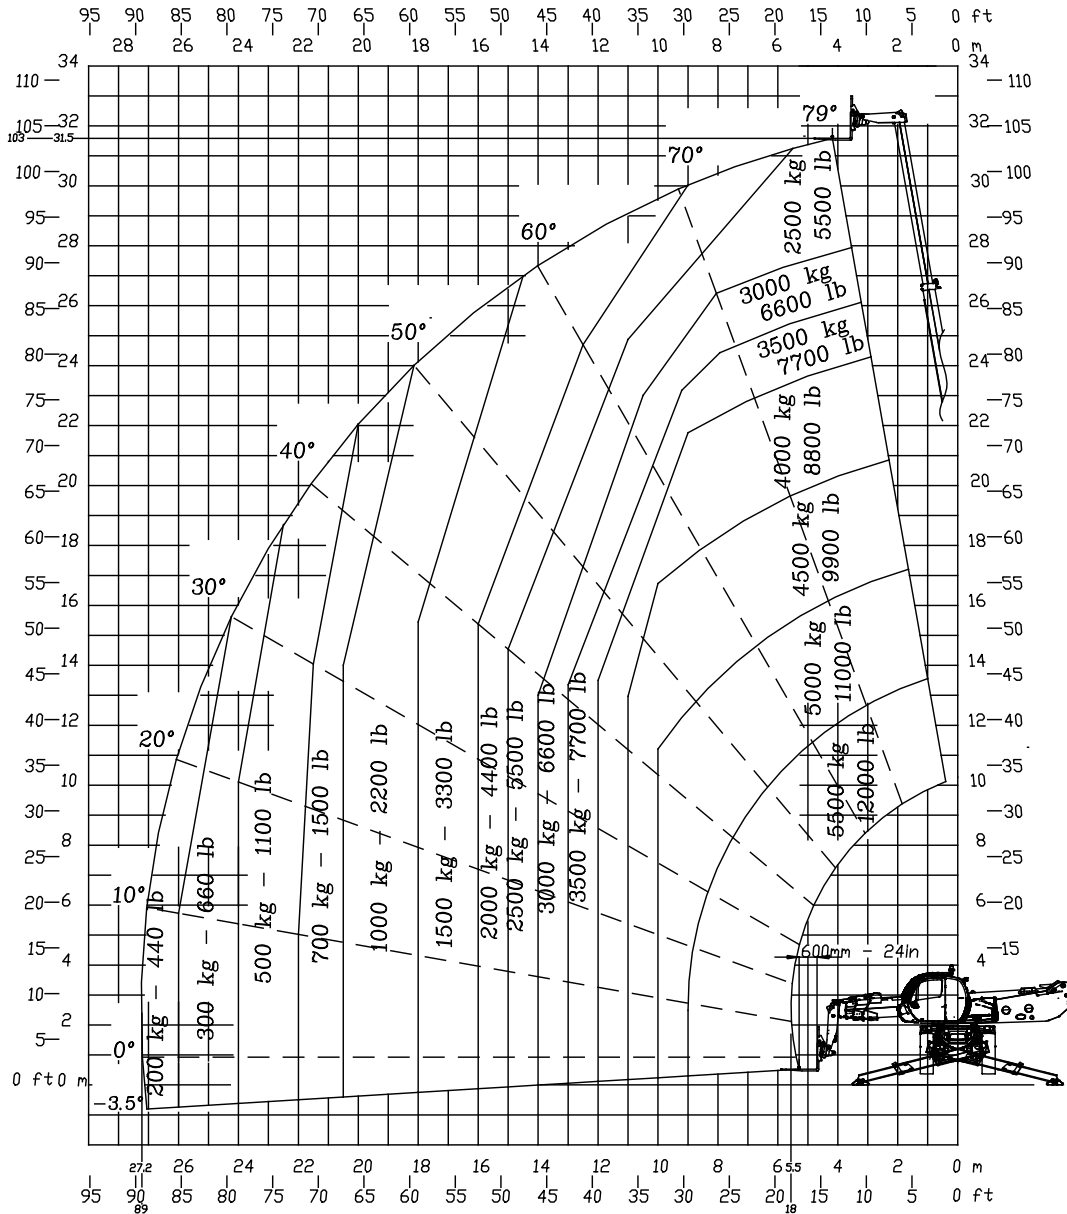 95 90 85 80 75 70 65 60 55 50 45 40 35 30 25 20 15 10 5 0 ft
28 26 24 22 20 18 16 14 12 10 8 6 4 2 0 m
34 34
110 110
32 79° 32
105 105
103 31.5
70°
100 100
30 30
2500 kg
5500 lb
95 95
60°
28 28
90 90
3000 kg
6600 lb
26 26
85 85
50°
3500 kg
7700 lb
80 80
24 24
75 75
4000 kg
8800 lb
22 22
70 70
40°
20 20
65 65
4500 kg
9900 lb
60 60
18 18
30°
55 55
16 16
5000 kg
11000 lb
50 50
14 14
45 45
40 12 12 40
20°
5500 kg
12000 lb
35 35
10 10
30 30
8 8
25 25
10°
20 6 6 20
200 kg - 440 lb
300 kg - 660 lb
500 kg - 1100 lb
700 kg - 1500 lb
1000 kg - 2200 lb
1500 kg - 3300 lb
2000 kg - 4400 lb
2500 kg - 5500 lb
3000 kg - 6600 lb
3500 kg - 7700 lb
15 600mm - 24in 15
4 4
10
2
5 0°
0 ft 0 m
-3.5°
27.2 26 24 22 20 18 16 14 12 10 8 6 5.5 4 2 0 m
95 90 85 80 75 70 65 60 55 50 45 40 35 30 25 20 15 10 5 0 ft
89 18